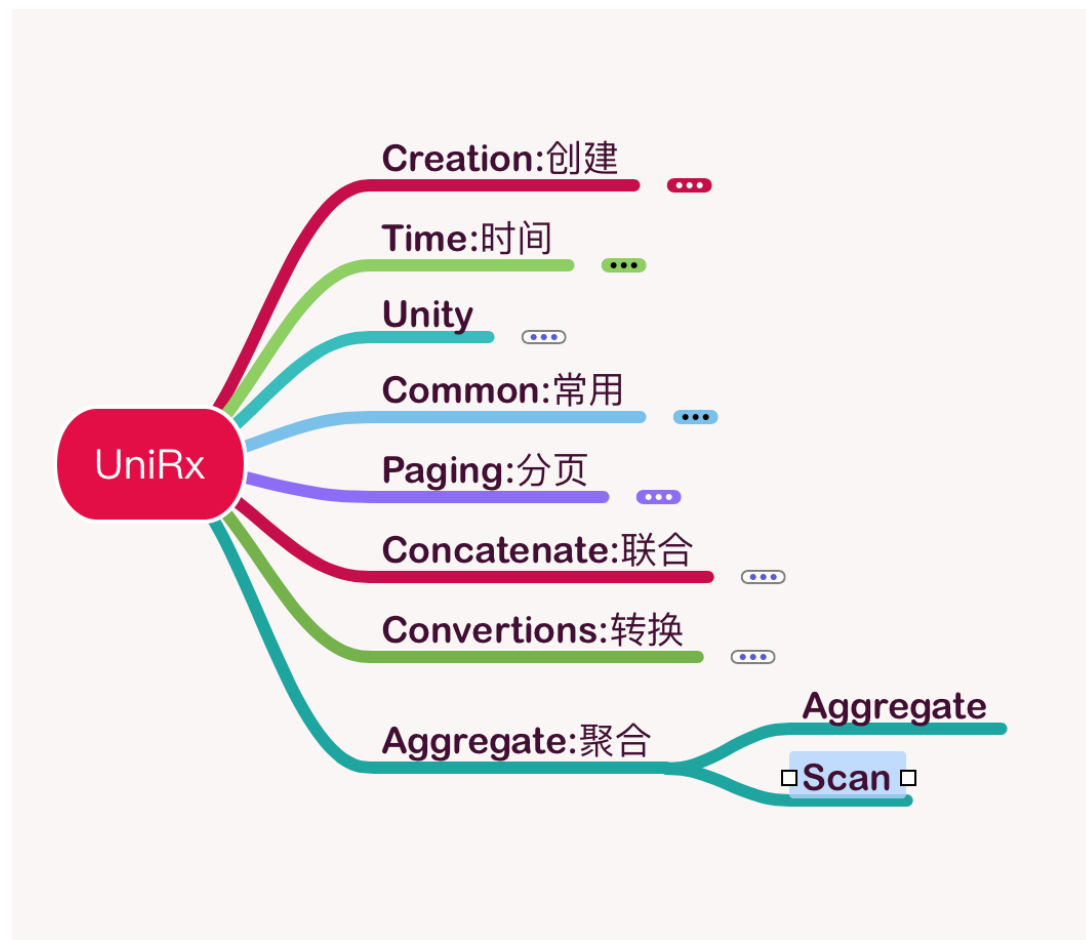 Creation:创建
Time:时间
Unity
Common:常用
UniRx
Paging:分页
Concatenate:联合
Convertions:转换
Aggregate:聚合
Aggregate
Scan